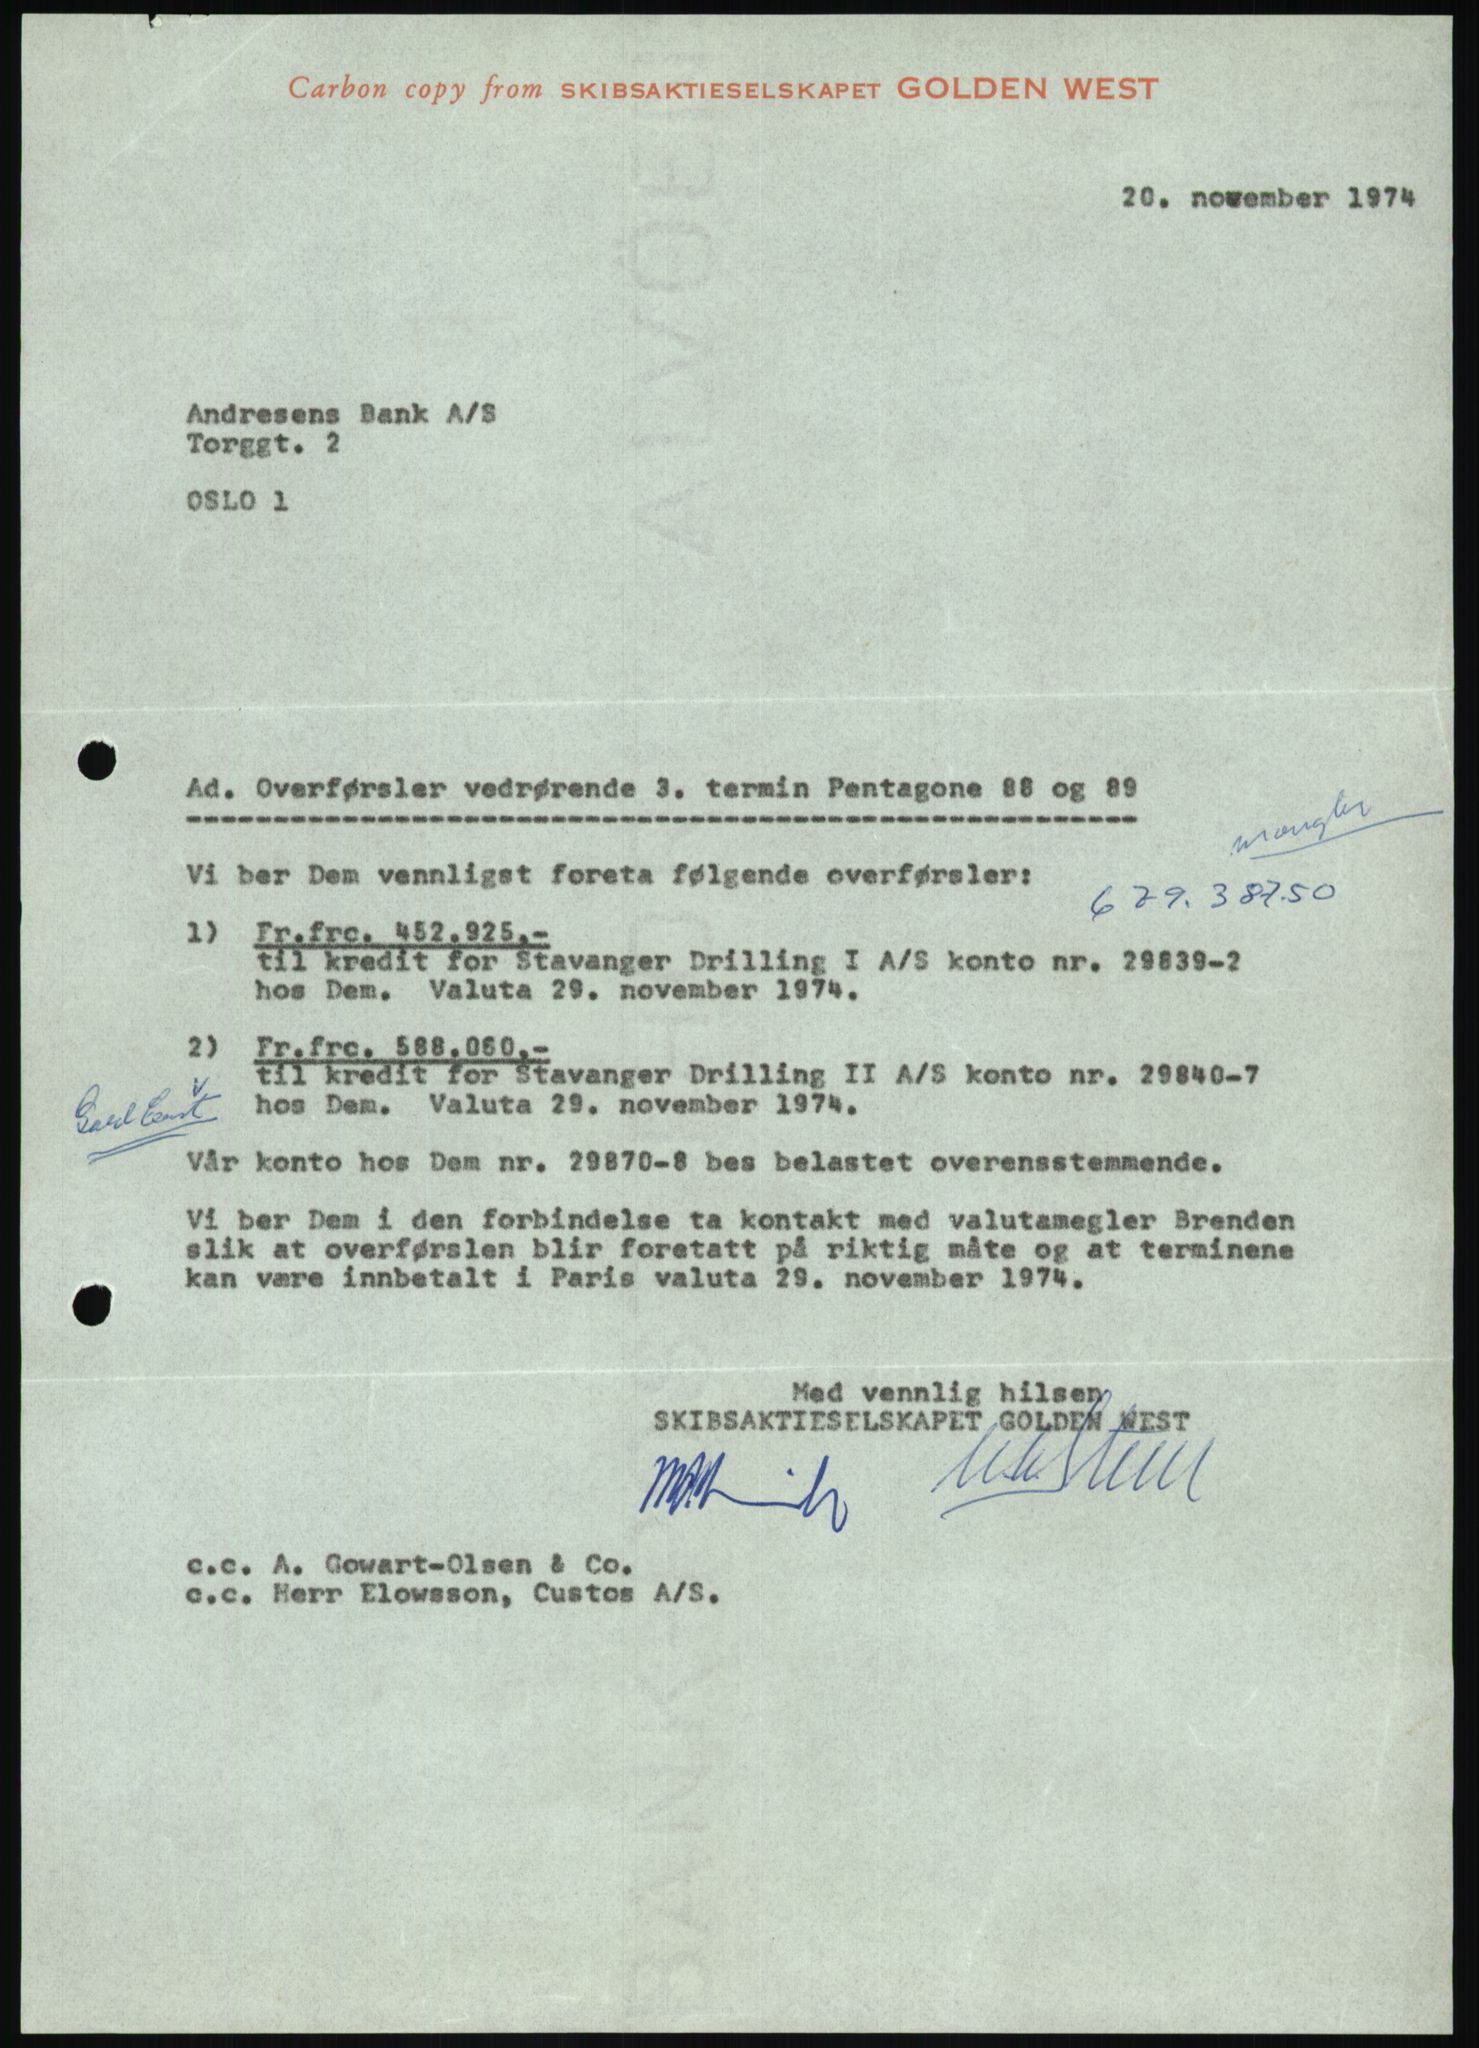 Carbon copy from SKIBSAKTIESELSKAPET GOLDEN WEST
20. november 1974
Andresens Bank A/S
Torggt. 2
OSLO 1
Ad. Overførsler vedrørende 3. termin Pentagone 88 og 89
mangler
Vi ber Dem vennligst foreta følgende overførsler:
679.387.50
1) Fr.frc. 452.925,-
til kredit for Stavanger Drilling I A/S konto nr. 29839-2
hos Dem. Valuta 29. november 1974.
2) Fr.frc. 588.060,-
til kredit for Stavanger Drilling II A/S konto nr. 29840-7
hos Dem. Valuta 29. november 1974.
Vår konto hos Dem nr. 29870-8 bes belastet overensstemmende.
Vi ber Dem i den forbindelse ta kontakt med valutamegler Brenden
slik at overførslen blir foretatt på riktig måte og at terminene
kan være innbetalt i Paris valuta 29. november 1974.
Med vennlig hilsen
SKIBSAKTIESELSKAPET GOLDEN WEST
c.c. A. Gowart-Olsen & Co.
c.c. Herr Elowsson, Custos A/S.